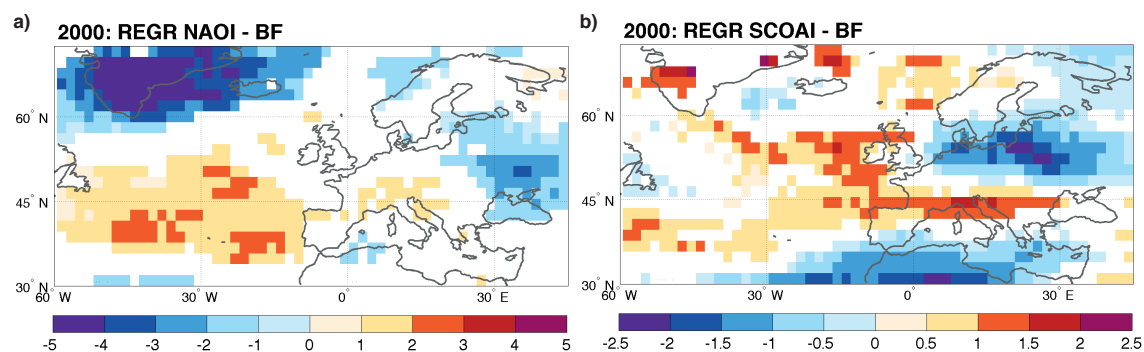 a)
2000: REGR NAOI - BF
60° N
45° N
30° N
60° W
30° W
0°
30° E
-5 -4 -3 -2 -1 0 1 2 3 4 5
b)
2000: REGR SCOAI - BF
60° N
45° N
30° N
60° W
30° W
0°
30° E
-2.5 -2 -1.5 -1 -0.5 0 0.5 1 1.5 2 2.5